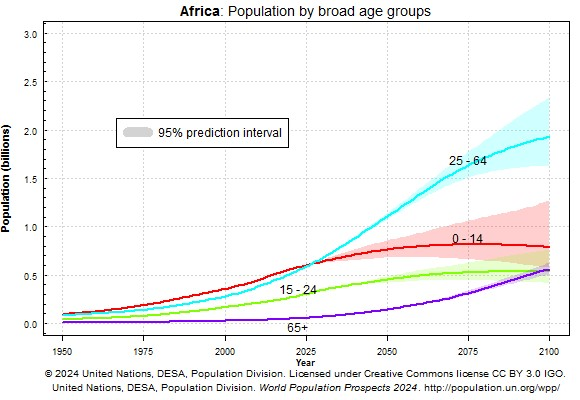 Africa: Population by broad age groups
Population (billions)
3.0
2.5
2.0
1.5
1.0
0.5
0.0
95% prediction interval
25 - 64
0 - 14
15 - 24
65+
1950 1975 2000 2025 2050 2075 2100
Year
© 2024 United Nations, DESA, Population Division. Licensed under Creative Commons license CC BY 3.0 IGO.
United Nations, DESA, Population Division. World Population Prospects 2024. http://population.un.org/wpp/